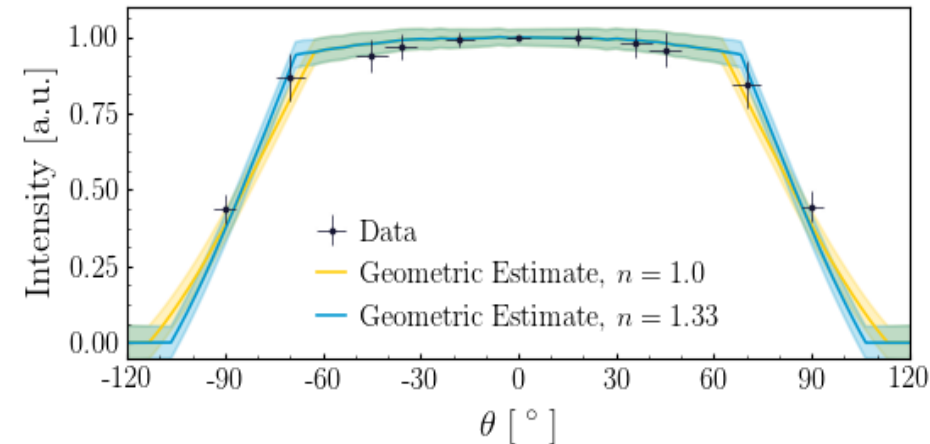 Intensity [a.u.]
1.00
0.75
0.50
0.25
0.00
Data
Geometric Estimate, n = 1.0
Geometric Estimate, n = 1.33
-120 -90 -60 -30 0 30 60 90 120
θ [ ° ]